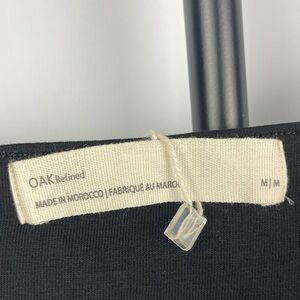 OAK Refined
MADE IN MOROCCO | FABRIQUÉ AU MARO
M|M